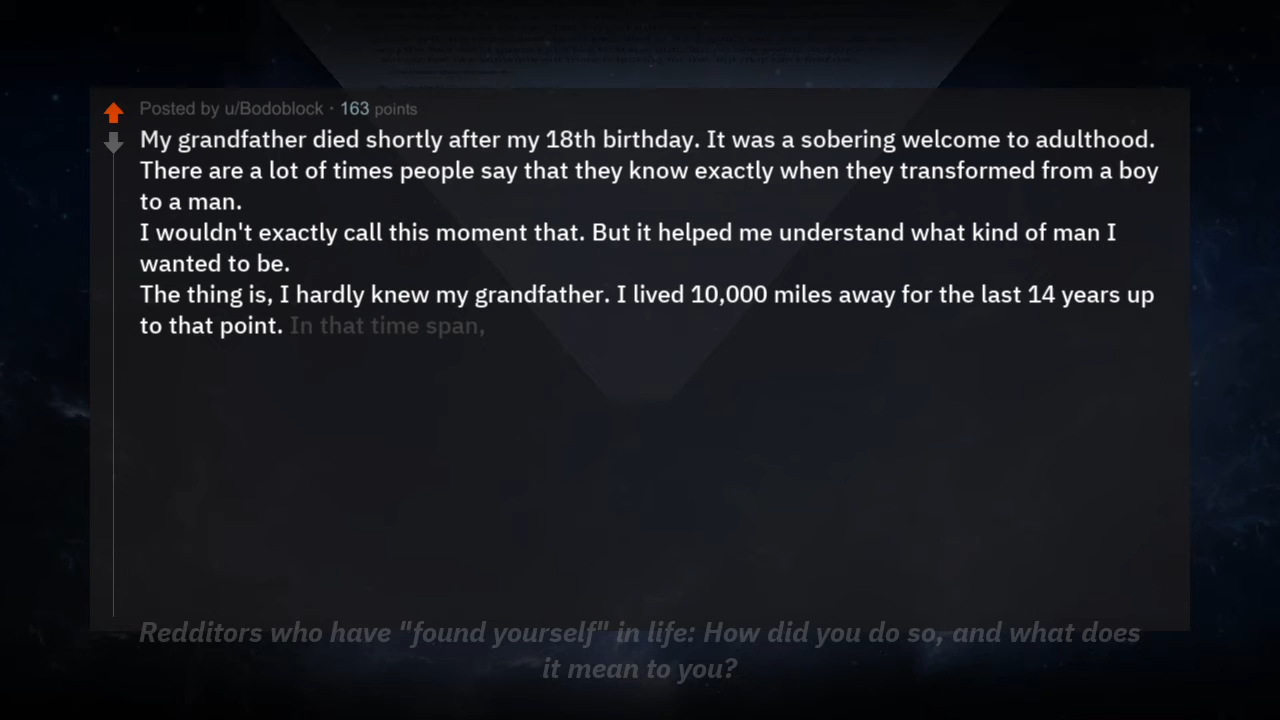 Posted by u/Bodoblock · 163 points
My grandfather died shortly after my 18th birthday. It was a sobering welcome to adulthood.
There are a lot of times people say that they know exactly when they transformed from a boy
to a man.
I wouldn't exactly call this moment that. But it helped me understand what kind of man I
wanted to be.
The thing is, I hardly knew my grandfather. I lived 10,000 miles away for the last 14 years up
to that point. In that time span,
Redditors who have "found yourself" in life: How did you do so, and what does
it mean to you?